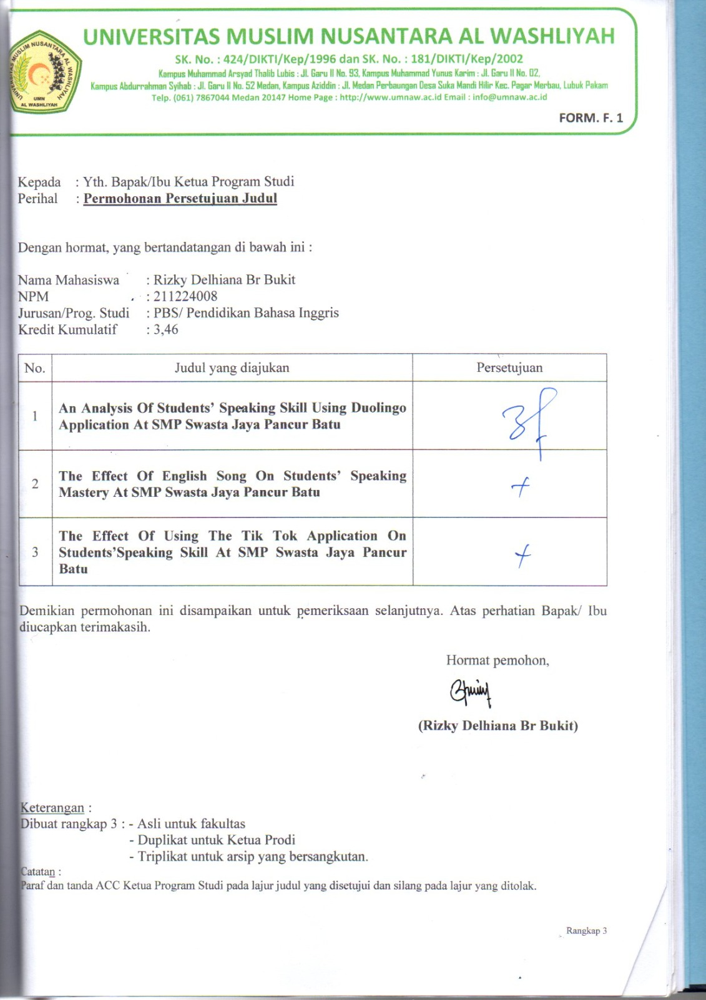 UNIVERSITAS MUSLIM NUSANTARA AL WASHLIYAH
SK. No. : 424/DIKTI/Kep/1996 dan SK. No. : 181/DIKTI/Kep/2002
Kampus Muhammad Arsyad Thalib Lubis : Jl. Garu II No. 93, Kampus Muhammad Yunus Karim : Jl. Garu II No. 02,
Kampus Abdurrahman Syihab : Jl. Garu II No. 52 Medan, Kampus Aziddin : Jl. Medan Perbaungan Desa Suka Mandi Hilir Kec. Pagar Merbau, Lubuk Pakam
Telp. (061) 7867044 Medan 20147 Home Page : http://www.umnaw.ac.id Email : info@umnaw.ac.id
UMN
AL WASHLIYAH
FORM. F. 1
Kepada : Yth. Bapak/Ibu Ketua Program Studi
Perihal : Permohonan Persetujuan Judul
Dengan hormat, yang bertandatangan di bawah ini :
Nama Mahasiswa : Rizky Delhiana Br Bukit
NPM : 211224008
Jurusan/Prog. Studi : PBS/ Pendidikan Bahasa Inggris
Kredit Kumulatif : 3,46
No. Judul yang diajukan Persetujuan
1 An Analysis Of Students’ Speaking Skill Using Duolingo
Application At SMP Swasta Jaya Pancur Batu
2 The Effect Of English Song On Students’ Speaking
Mastery At SMP Swasta Jaya Pancur Batu
3 The Effect Of Using The Tik Tok Application On
Students’Speaking Skill At SMP Swasta Jaya Pancur
Batu
Demikian permohonan ini disampaikan untuk pemeriksaan selanjutnya. Atas perhatian Bapak/ Ibu
diucapkan terimakasih.
Hormat pemohon,
(Rizky Delhiana Br Bukit)
Keterangan :
Dibuat rangkap 3 : - Asli untuk fakultas
- Duplikat untuk Ketua Prodi
- Triplikat untuk arsip yang bersangkutan.
Catatan :
Paraf dan tanda ACC Ketua Program Studi pada lajur judul yang disetujui dan silang pada lajur yang ditolak.
Rangkap 3